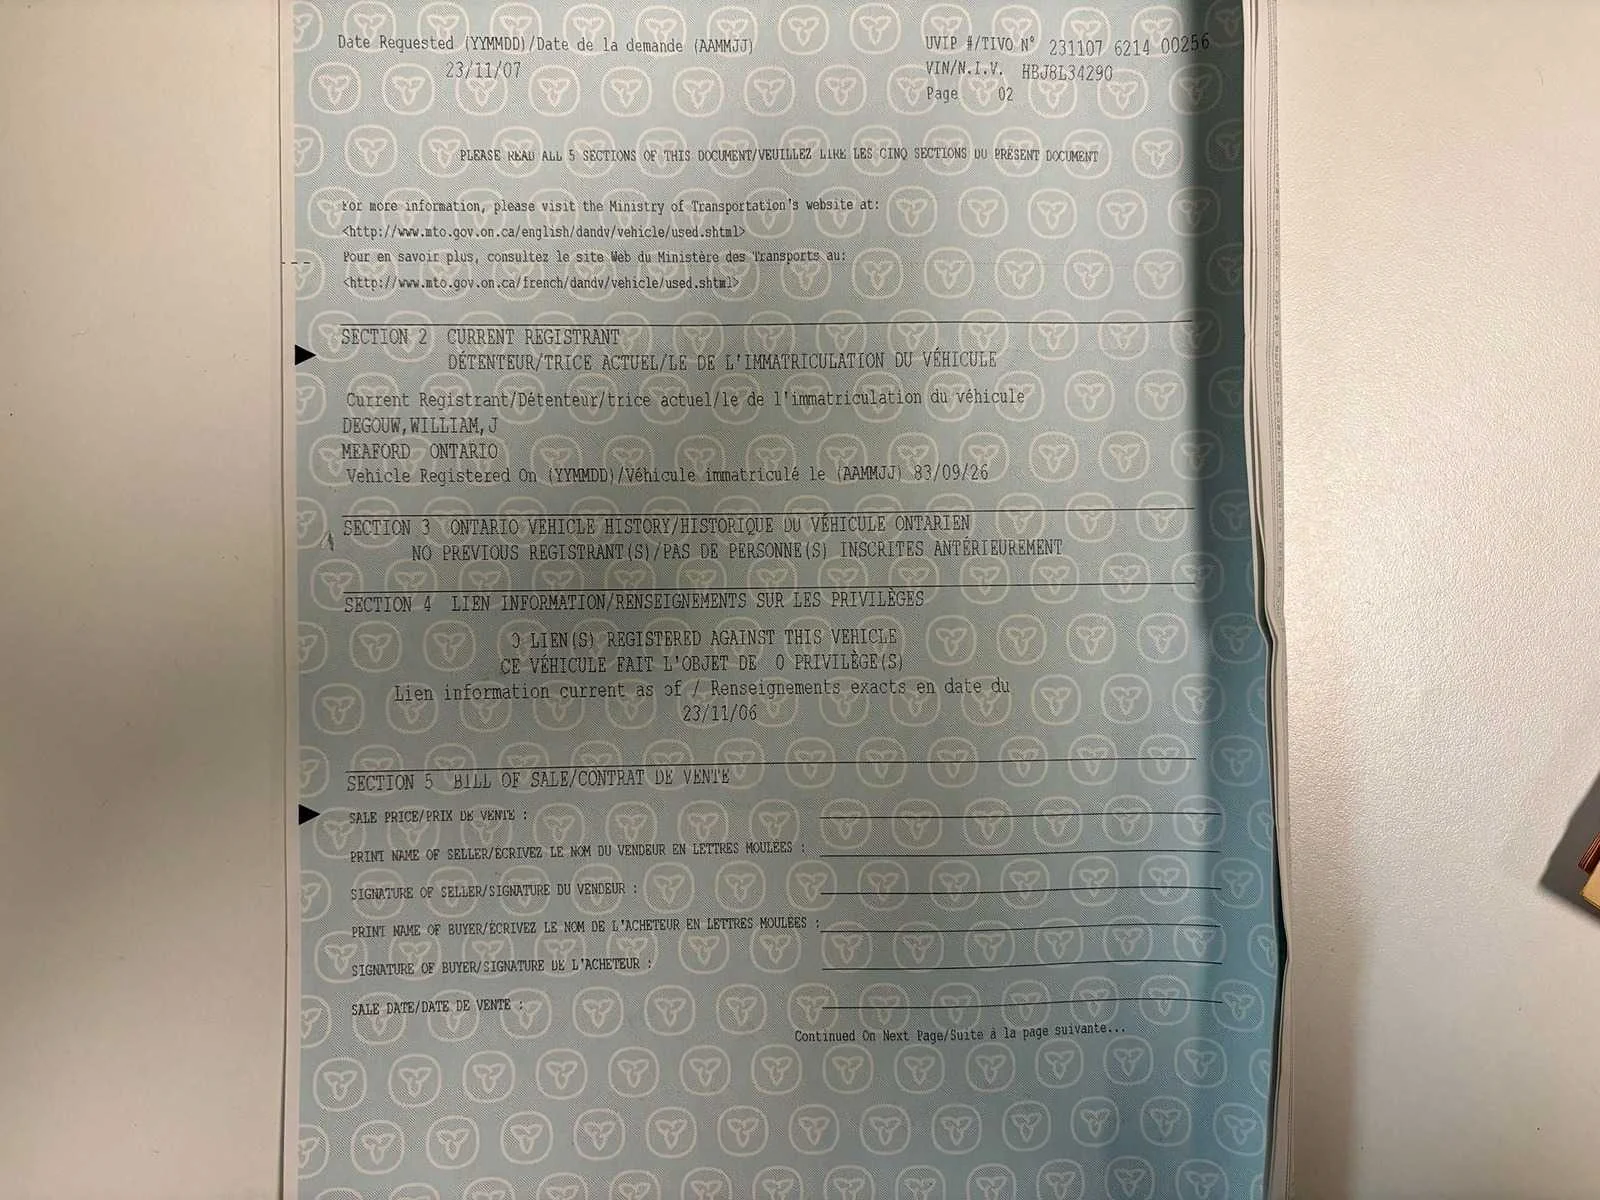 Date Requested (YYMMDD)/Date de la demande (AAMMJJ)
23/11/07
UVIP #/TIVO N° 231107 6214 00256
VIN/N.I.V. HBJ8L34290
Page 02
PLEASE READ ALL 5 SECTIONS OF THIS DOCUMENT/VEUILLEZ LIRE LES CINQ SECTIONS DU PRÉSENT DOCUMENT
For more information, please visit the Ministry of Transportation's website at:
<http://www.mto.gov.on.ca/english/dandv/vehicle/used.shtml>
Pour en savoir plus, consultez le site Web du Ministère des Transports au:
<http://www.mto.gov.on.ca/french/dandv/vehicle/used.shtml>
SECTION 2 CURRENT REGISTRANT
DÉTENTEUR/TRICE ACTUEL/LE DE L'IMMATRICULATION DU VÉHICULE
Current Registrant/Détenteur/trice actuel/le de l'immatriculation du véhicule
DEGOUW,WILLIAM,J
MEAFORD ONTARIO
Vehicle Registered On (YYMMDD)/Véhicule immatriculé le (AAMMJJ) 83/09/26
SECTION 3 ONTARIO VEHICLE HISTORY/HISTORIQUE DU VÉHICULE ONTARIEN
NO PREVIOUS REGISTRANT(S)/PAS DE PERSONNE(S) INSCRITES ANTÉRIEUREMENT
SECTION 4 LIEN INFORMATION/RENSEIGNEMENTS SUR LES PRIVILÈGES
0 LIEN(S) REGISTERED AGAINST THIS VEHICLE
CE VÉHICULE FAIT L'OBJET DE 0 PRIVILÈGE(S)
Lien information current as of / Renseignements exacts en date du
23/11/06
SECTION 5 BILL OF SALE/CONTRAT DE VENTE
SALE PRICE/PRIX DE VENTE :
PRINT NAME OF SELLER/ÉCRIVEZ LE NOM DU VENDEUR EN LETTRES MOULÉES :
SIGNATURE OF SELLER/SIGNATURE DU VENDEUR :
PRINT NAME OF BUYER/ÉCRIVEZ LE NOM DE L'ACHETEUR EN LETTRES MOULÉES :
SIGNATURE OF BUYER/SIGNATURE DE L'ACHETEUR :
SALE DATE/DATE DE VENTE :
Continued On Next Page/Suite à la page suivante...